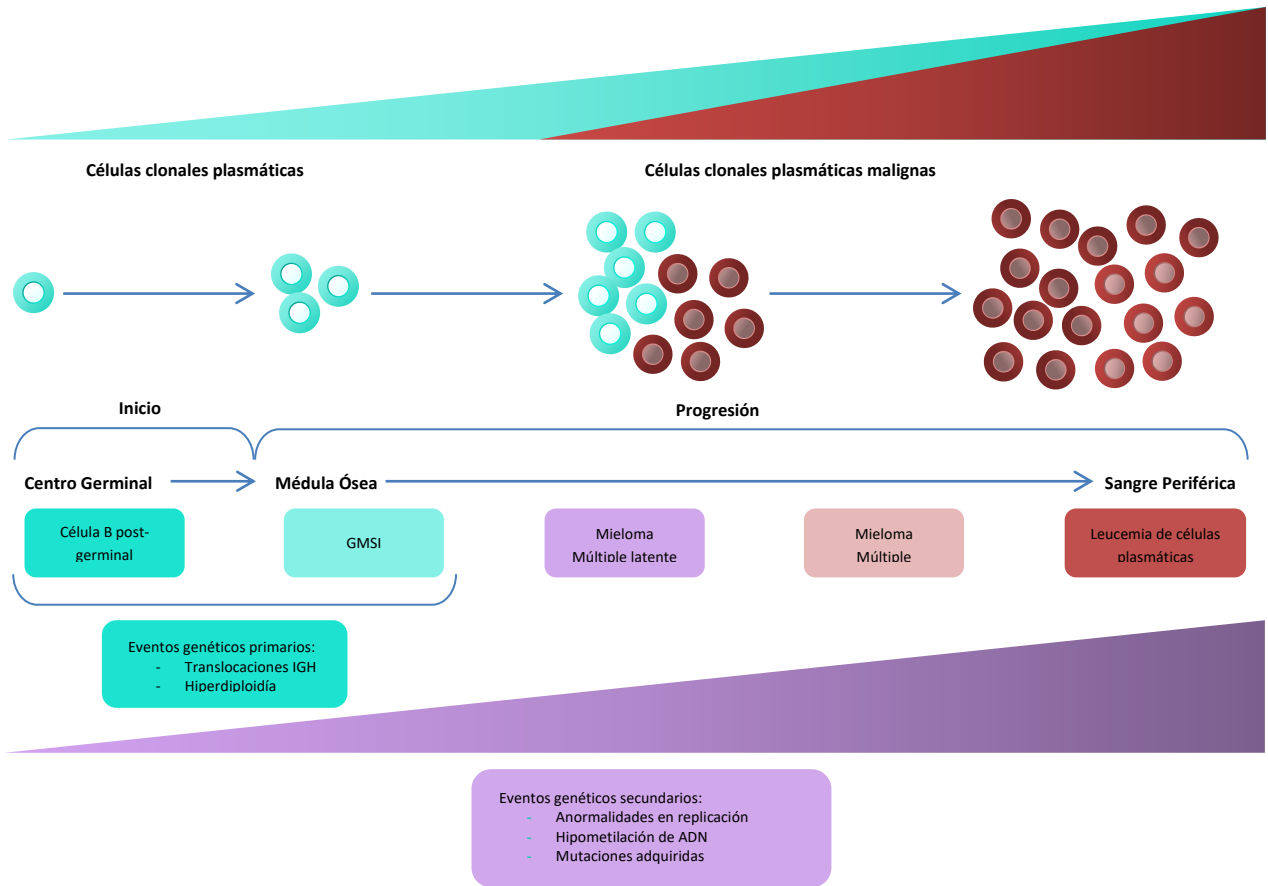 Células clonales plasmáticas
Células clonales plasmáticas malignas
Inicio
Progresión
Centro Germinal
Médula Ósea
Sangre Periférica
Célula B post-
germinal
GMSI
Mieloma
Múltiple latente
Mieloma
Múltiple
Leucemia de células
plasmáticas
Eventos genéticos primarios:
- Translocaciones IGH
- Hiperdiploidía
Eventos genéticos secundarios:
- Anormalidades en replicación
- Hipometilación de ADN
- Mutaciones adquiridas